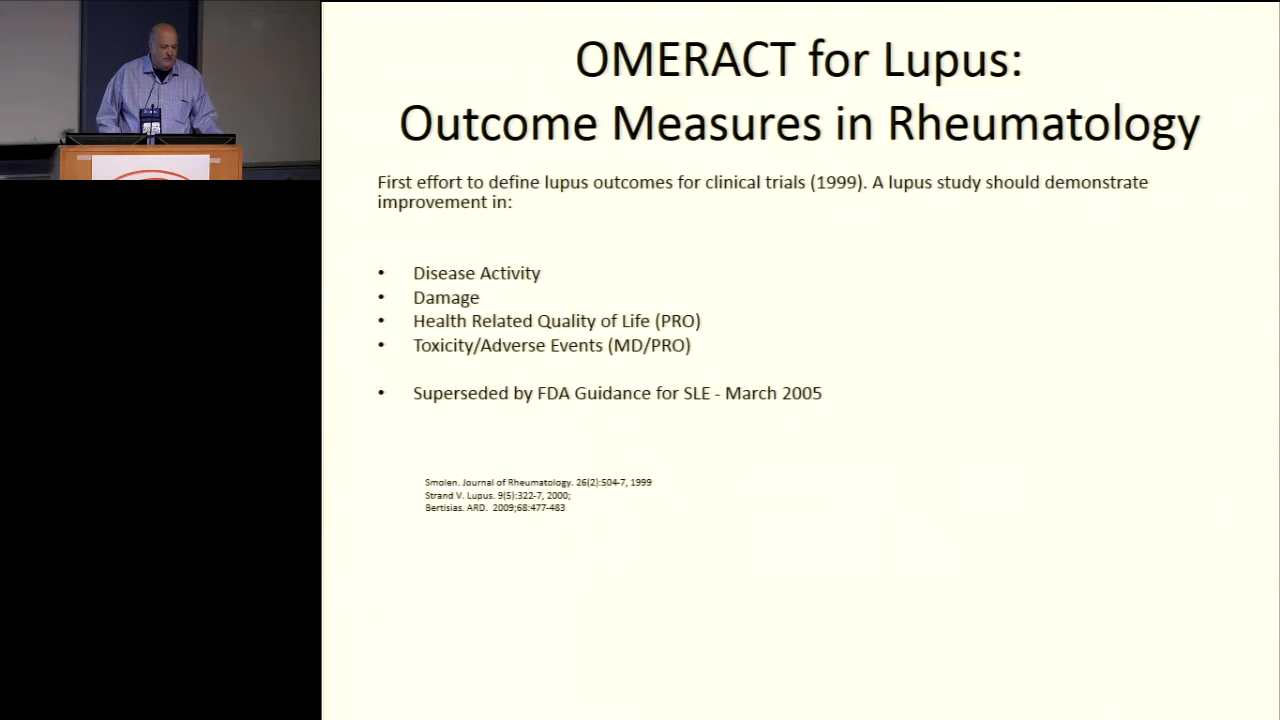 OMERACT for Lupus:
Outcome Measures in Rheumatology
First effort to define lupus outcomes for clinical trials (1999). A lupus study should demonstrate
improvement in:
• Disease Activity
• Damage
• Health Related Quality of Life (PRO)
• Toxicity/Adverse Events (MD/PRO)
• Superseded by FDA Guidance for SLE - March 2005
Smolen. Journal of Rheumatology. 26(2):504-7, 1999
Strand V. Lupus. 9(5):322-7, 2000;
Bertisias. ARD. 2009;68:477-483